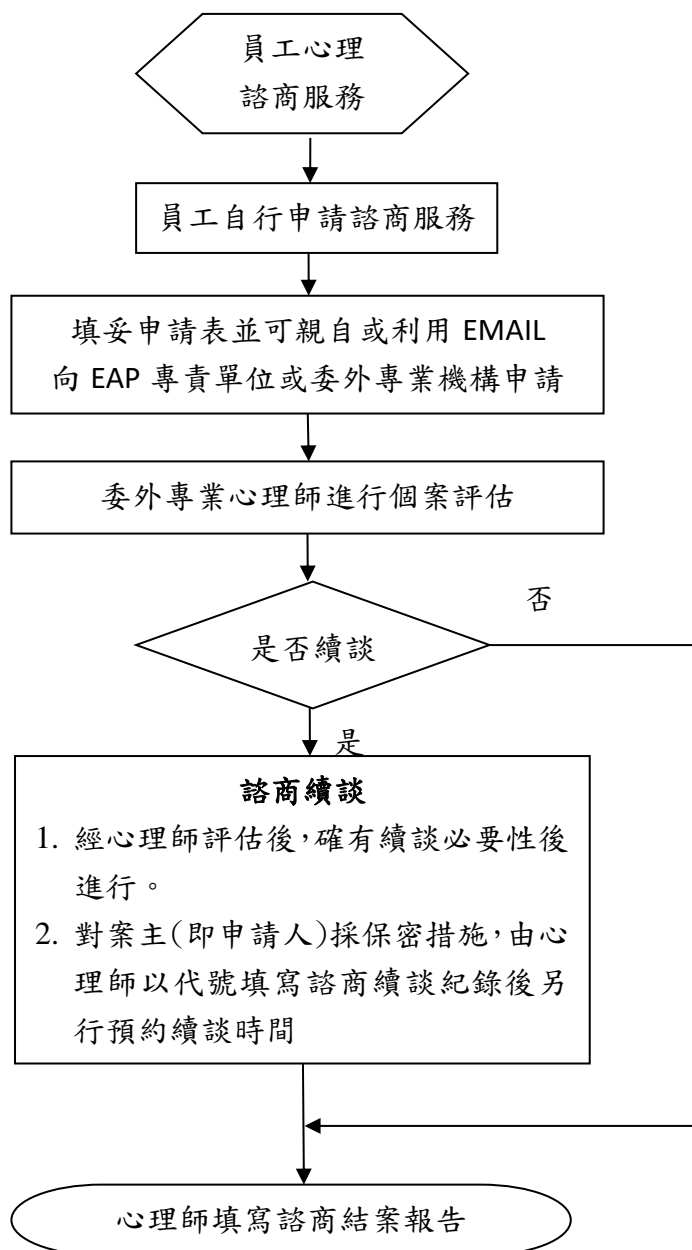 員工心理
諮商服務
員工自行申請諮商服務
填妥申請表並可親自或利用 EMAIL
向 EAP 專責單位或委外專業機構申請
委外專業心理師進行個案評估
否
是否續談
是
諮商續談
1. 經心理師評估後，確有續談必要性後
進行。
2. 對案主(即申請人)採保密措施，由心
理師以代號填寫諮商續談紀錄後另
行預約續談時間
心理師填寫諮商結案報告